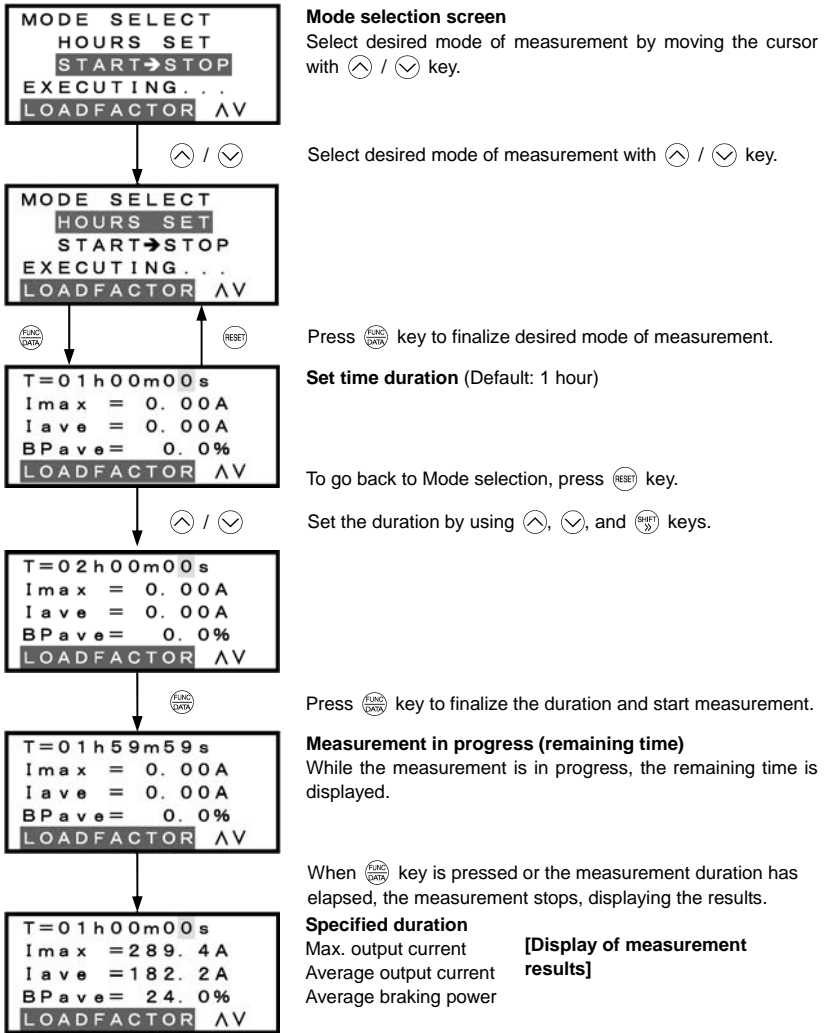 MODE SELECT
HOURS SET
START➔STOP
EXECUTING...
LOADFACTOR ∧∨
Mode selection screen
Select desired mode of measurement by moving the cursor
with ∧ / ∨ key.
∧ / ∨
Select desired mode of measurement with ∧ / ∨ key.
MODE SELECT
HOURS SET
START➔STOP
EXECUTING...
LOADFACTOR ∧∨
FUNC DATA
RESET
Press FUNC DATA key to finalize desired mode of measurement.
T=01h00m00s
Imax = 0.00A
Iave = 0.00A
BPave= 0.0%
LOADFACTOR ∧∨
Set time duration (Default: 1 hour)
To go back to Mode selection, press RESET key.
∧ / ∨
Set the duration by using ∧, ∨, and SHIFT » keys.
T=02h00m00s
Imax = 0.00A
Iave = 0.00A
BPave= 0.0%
LOADFACTOR ∧∨
FUNC DATA
Press FUNC DATA key to finalize the duration and start measurement.
T=01h59m59s
Imax = 0.00A
Iave = 0.00A
BPave= 0.0%
LOADFACTOR ∧∨
Measurement in progress (remaining time)
While the measurement is in progress, the remaining time is
displayed.
When FUNC DATA key is pressed or the measurement duration has
elapsed, the measurement stops, displaying the results.
T=01h00m00s
Imax =289.4A
Iave =182.2A
BPave= 24.0%
LOADFACTOR ∧∨
Specified duration
Max. output current
Average output current
Average braking power
[Display of measurement
results]